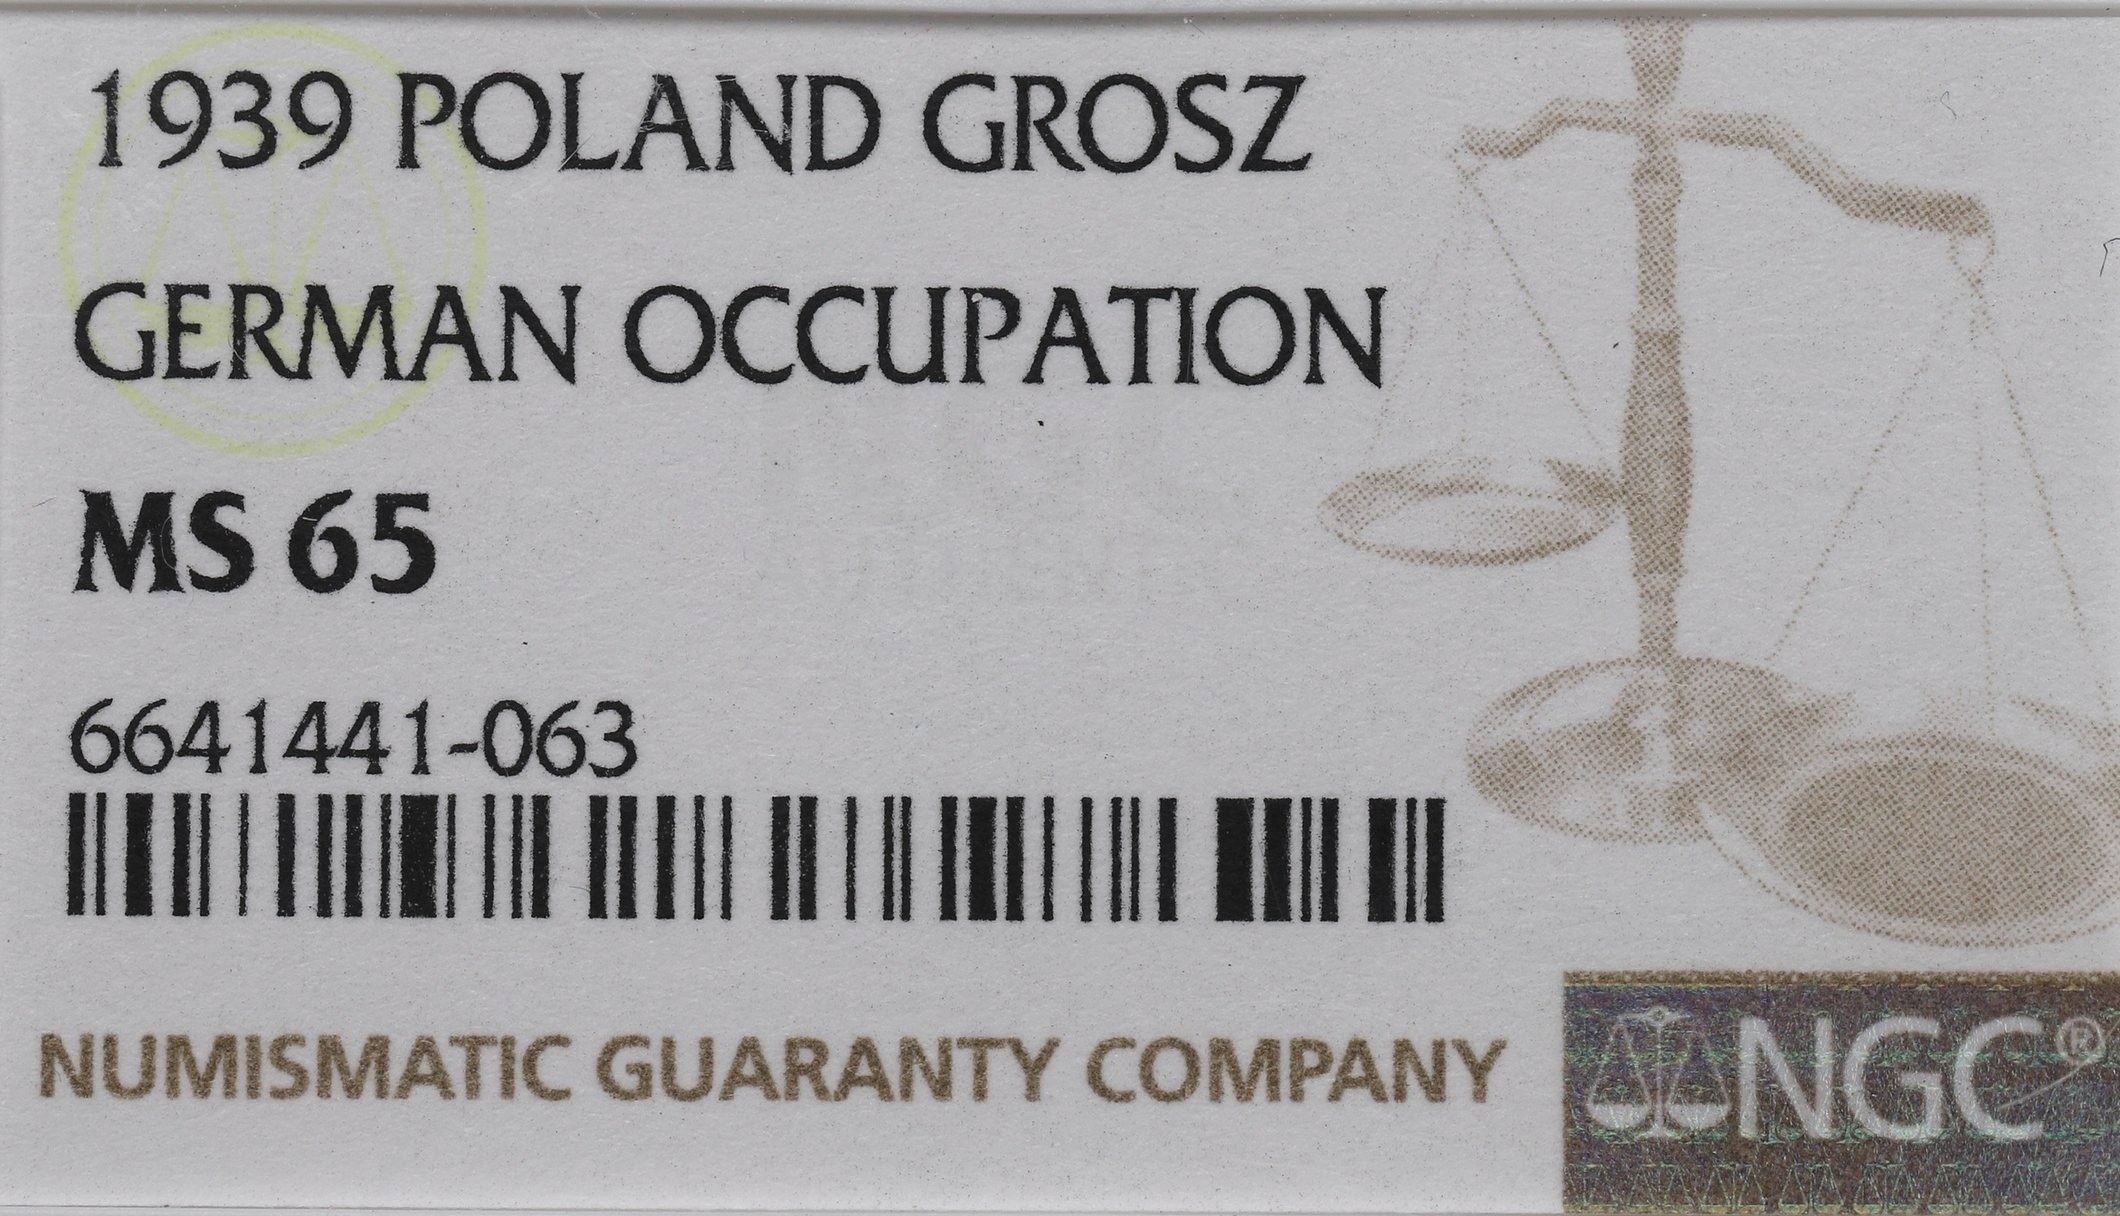 1939 POLAND GROSZ
GERMAN OCCUPATION
MS 65
6641441-063
NUMISMATIC GUARANTY COMPANY
NGC®